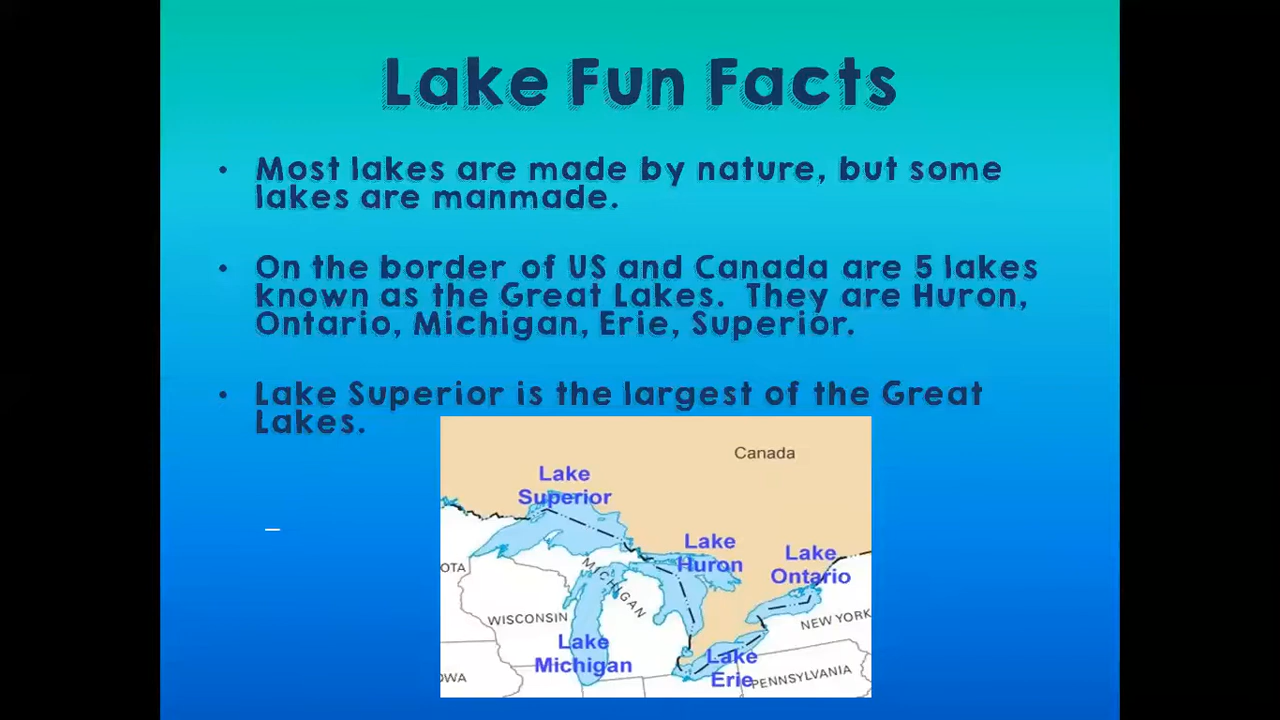 Lake Fun Facts
• Most lakes are made by nature, but some
lakes are manmade.
• On the border of US and Canada are 5 lakes
known as the Great Lakes. They are Huron,
Ontario, Michigan, Erie, Superior.
• Lake Superior is the largest of the Great
Lakes.
Canada
Lake
Superior
Lake
Huron
Lake
Ontario
OTA
MICHIGAN
WISCONSIN
NEW YORK
Lake
Michigan
Lake
Erie
PENNSYLVANIA
OWA